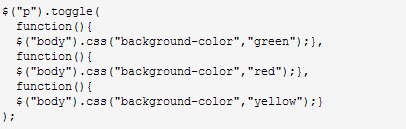 $("p").toggle(
  function(){
  $("body").css("background-color","green");},
  function(){
  $("body").css("background-color","red");},
  function(){
  $("body").css("background-color","yellow");}
);